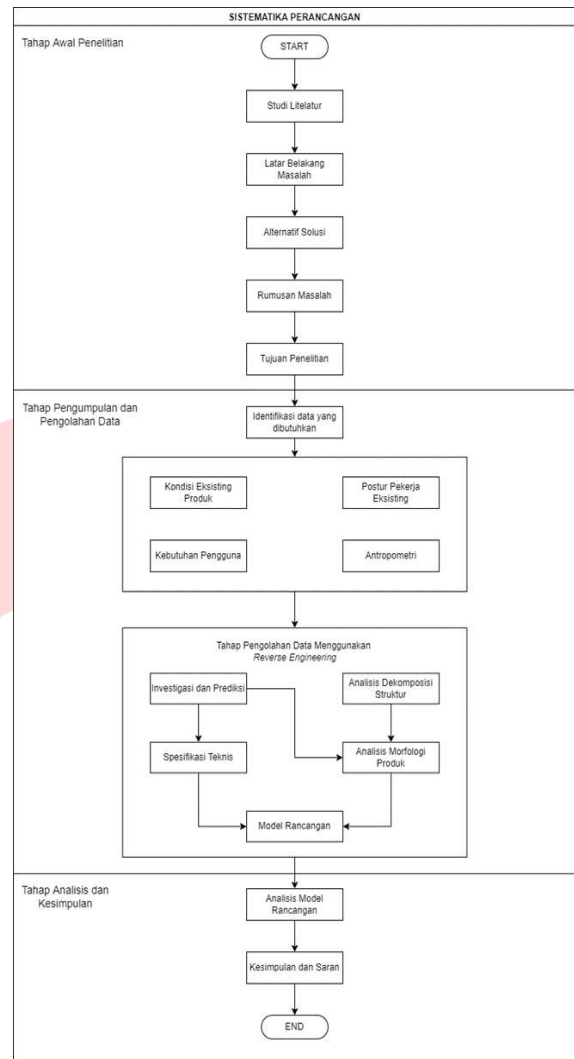 SISTEMATIKA PERANCANGAN
Tahap Awal Penelitian
START
Studi Litelatur
Latar Belakang
Masalah
Alternatif Solusi
Rumusan Masalah
Tujuan Penelitian
Tahap Pengumpulan dan
Pengolahan Data
Identifikasi data yang
dibutuhkan
Kondisi Eksisting
Produk
Postur Pekerja
Eksisting
Kebutuhan Pengguna
Antropometri
Tahap Pengolahan Data Menggunakan
Reverse Engineering
Investigasi dan Prediksi
Analisis Dekomposisi
Struktur
Spesifikasi Teknis
Analisis Morfologi
Produk
Model Rancangan
Tahap Analisis dan
Kesimpulan
Analisis Model
Rancangan
Kesimpulan dan Saran
END